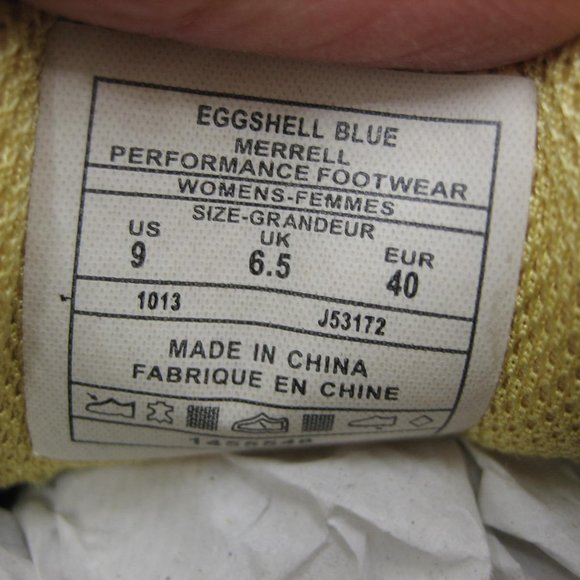 EGGSHELL BLUE
MERRELL
PERFORMANCE FOOTWEAR
WOMENS-FEMMES
SIZE-GRANDEUR
US UK EUR
9 6.5 40
1013 J53172
MADE IN CHINA
FABRIQUE EN CHINE